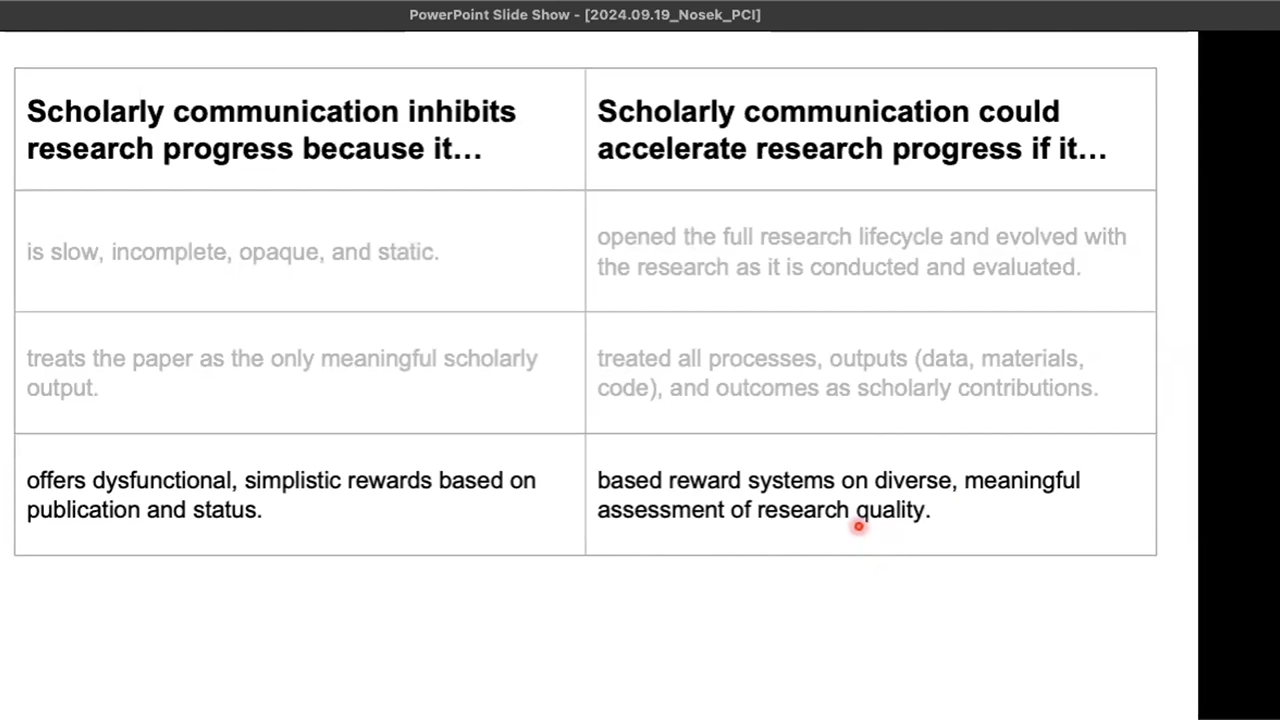 PowerPoint Slide Show - [2024.09.19_Nosek_PCI]
Scholarly communication inhibits
research progress because it…
Scholarly communication could
accelerate research progress if it…
is slow, incomplete, opaque, and static.
opened the full research lifecycle and evolved with
the research as it is conducted and evaluated.
treats the paper as the only meaningful scholarly
output.
treated all processes, outputs (data, materials,
code), and outcomes as scholarly contributions.
offers dysfunctional, simplistic rewards based on
publication and status.
based reward systems on diverse, meaningful
assessment of research quality.